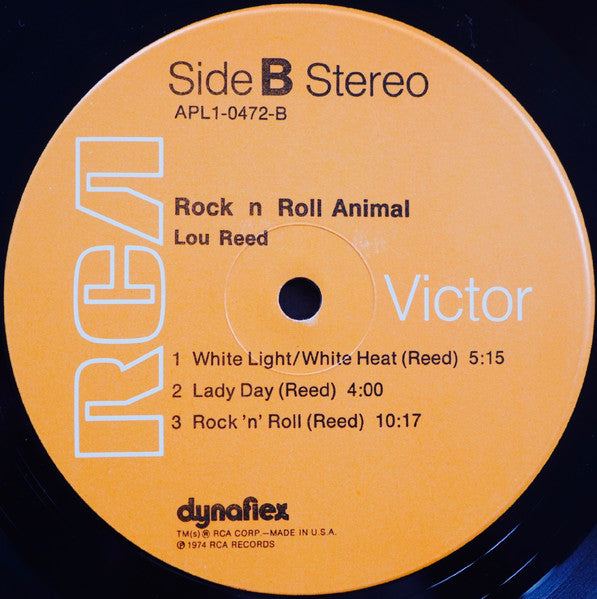 Side B Stereo
APL1-0472-B
RCA
Rock n Roll Animal
Lou Reed
Victor
1 White Light/White Heat (Reed) 5:15
2 Lady Day (Reed) 4:00
3 Rock 'n' Roll (Reed) 10:17
dynaflex
TM(s) ® RCA CORP.—MADE IN U.S.A.
℗ 1974 RCA RECORDS